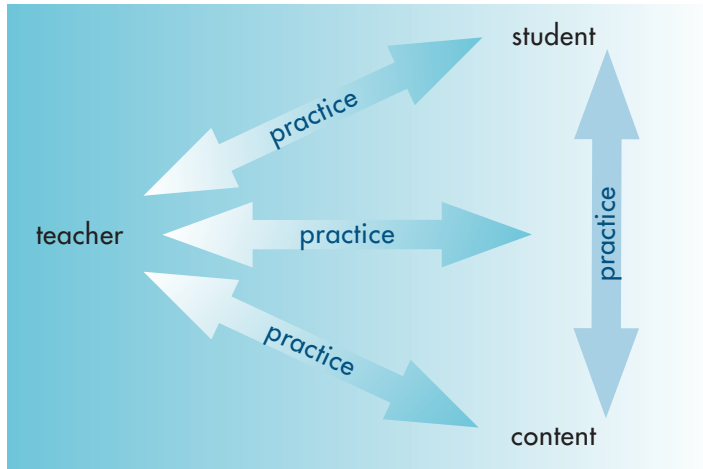 student
practice
teacher
practice
practice
practice
content